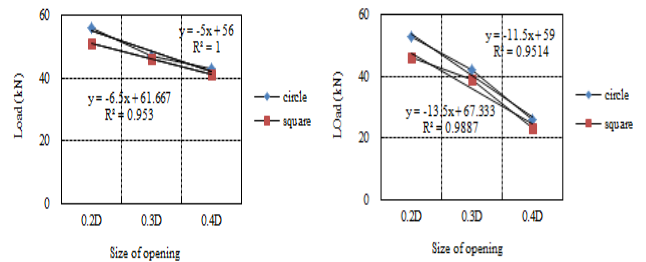 60
y = -5x + 56
R² = 1
40
y = -6.5x + 61.667
R² = 0.953
20
0
0.2D 0.3D 0.4D
Load (kN)
Size of opening
circle
square
60
y = -11.5x + 59
R² = 0.9514
40
y = -13.5x + 67.333
R² = 0.9887
20
0
0.2D 0.3D 0.4D
LOad (kN)
Size of opening
circle
square